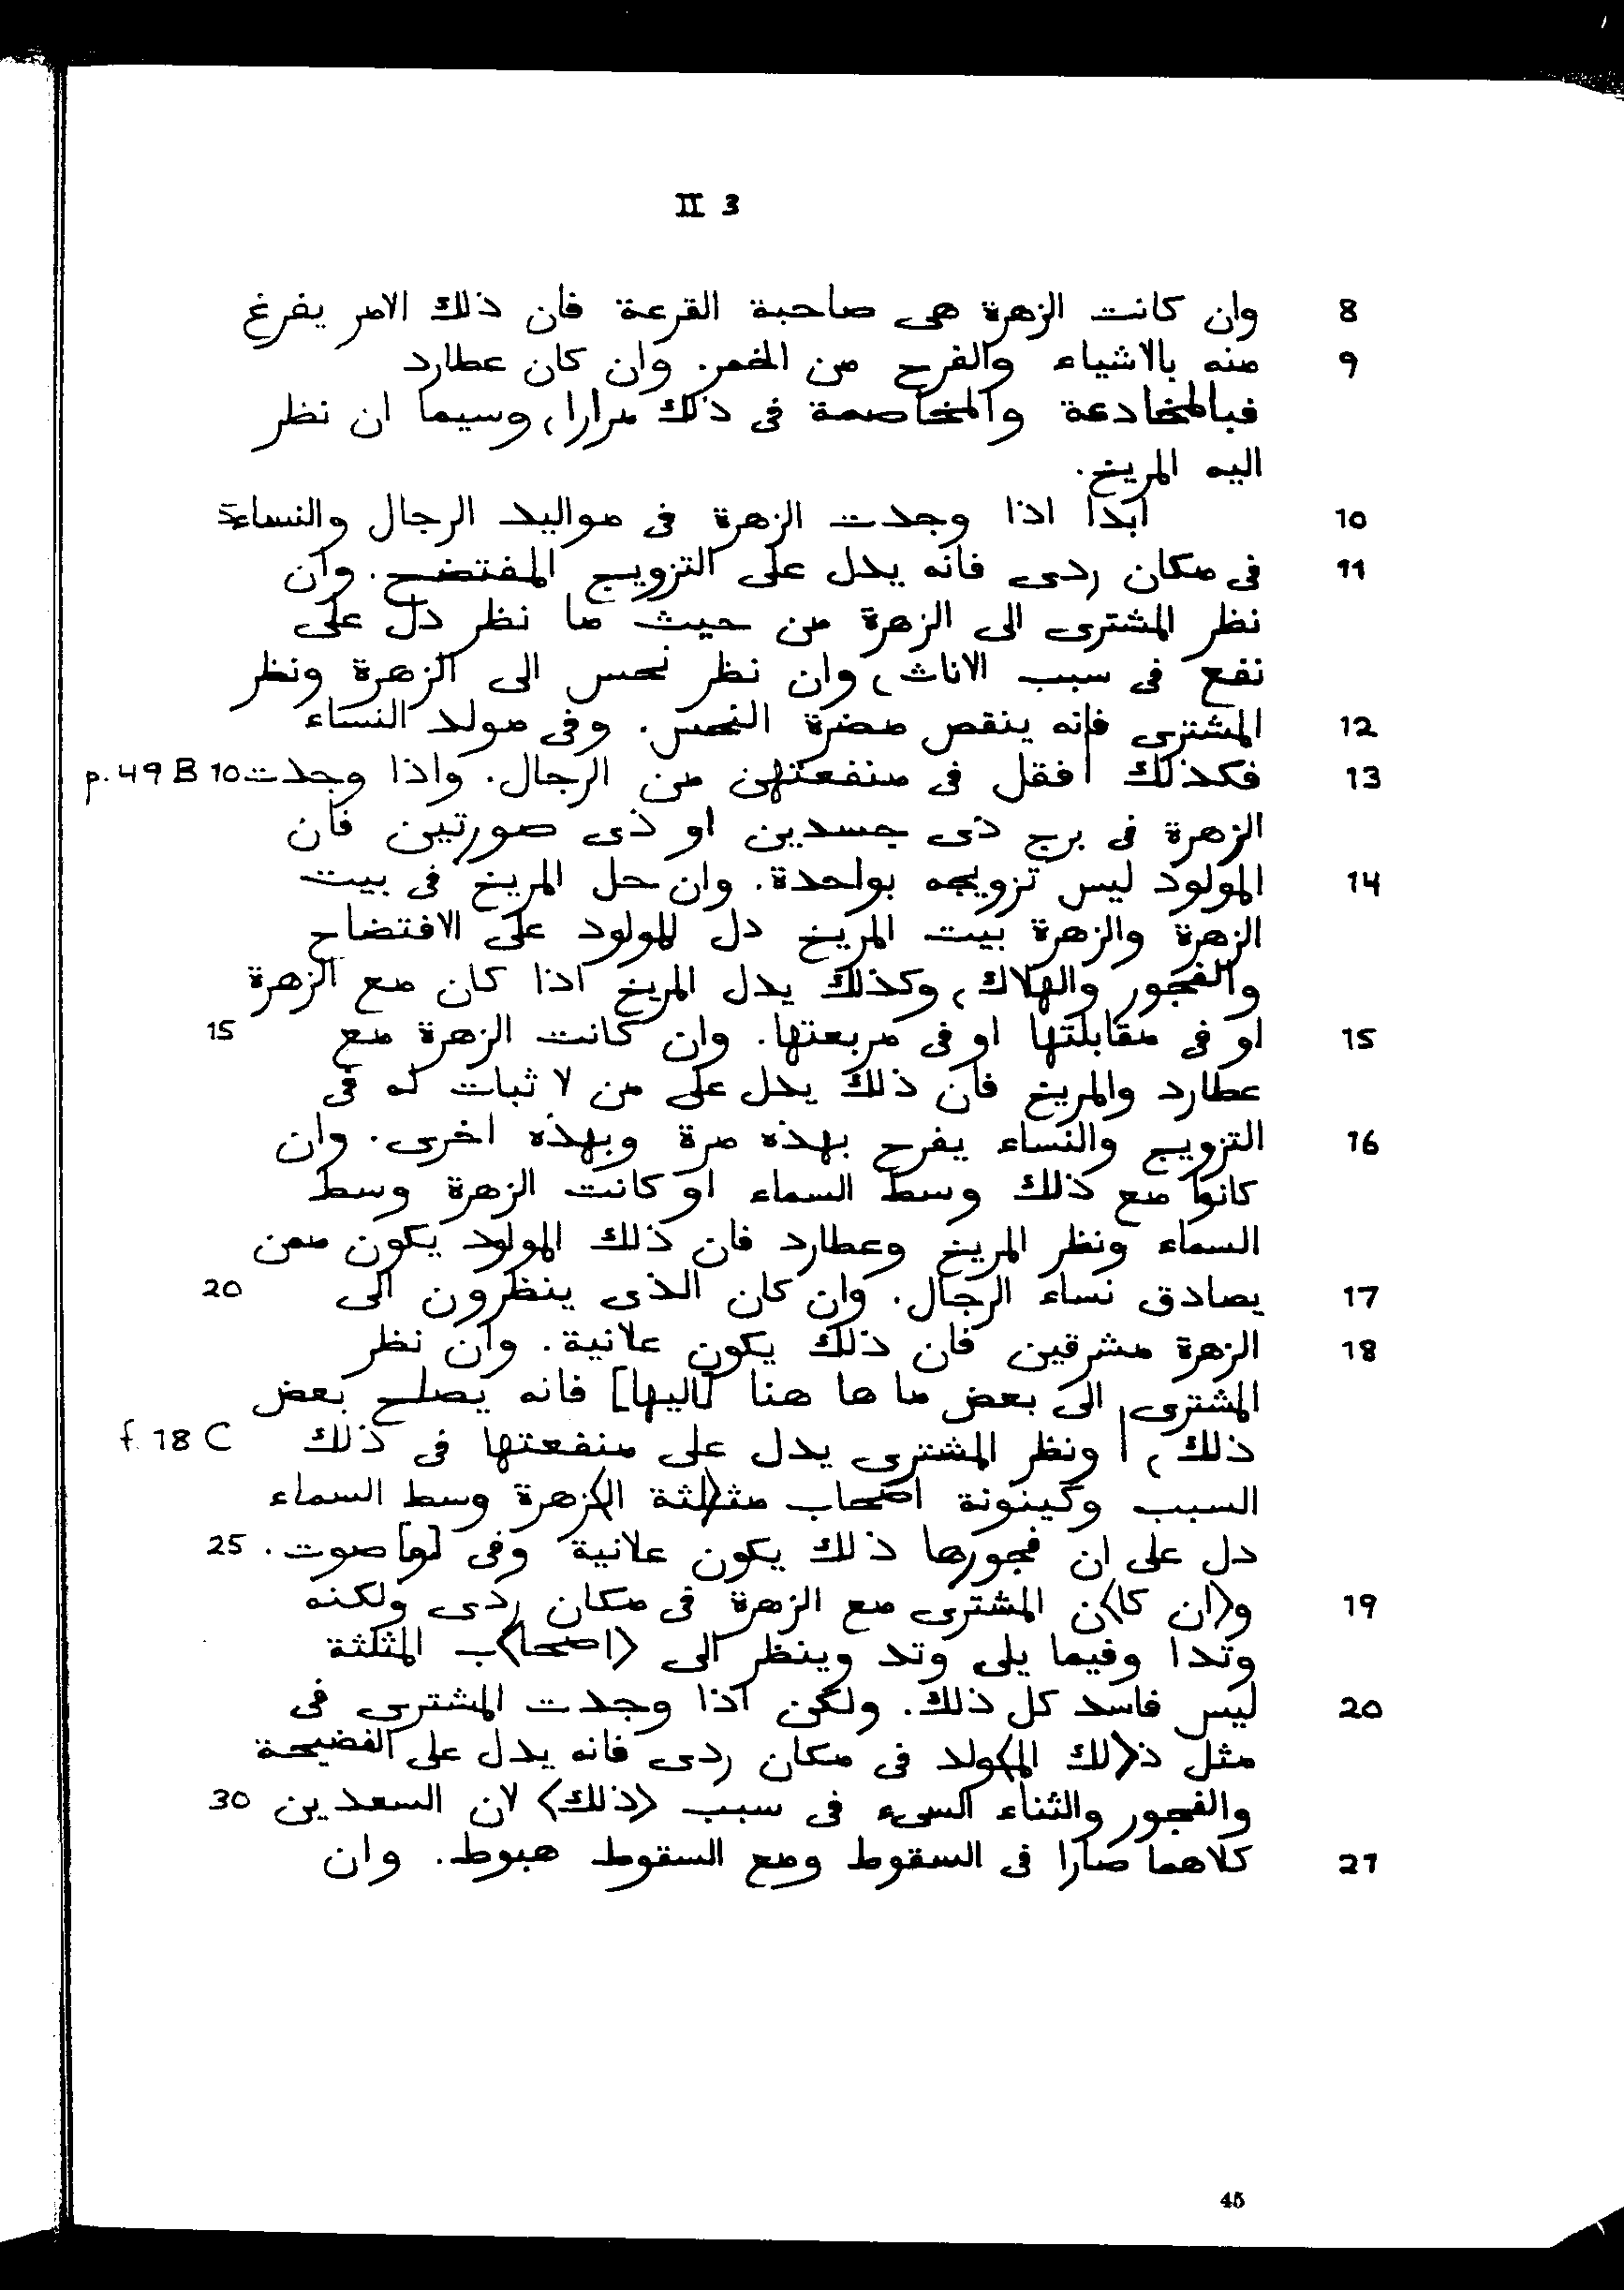 II 3
8 وان كانت الزهرة هى صاحبة القرعة فان ذلك الامر يفرغ
9 منه بالاشياء والفرح من الخمر. وان كان عطارد
فبالمخادعة والمخاصمة فى ذلك مرارا، وسيما ان نظر
اليه المريخ.
10 ابدا اذا وجدت الزهرة فى مواليد الرجال والنساء 5
11 فى مكان ردى فانه يدل على التزويج المفتضح. وان
نظر المشترى الى الزهرة من حيث ما نظر دل على
نفع فى سبب الاناث، وان نظر نحس الى الزهرة ونظر
12 المشترى فانه ينقص مضرة النحس. وفى مولد النساء
13 فكذلك | فقل فى منفعتهن من الرجال. واذا وجدت 10 p. 49 B
الزهرة فى برج ذى جسدين او ذى صورتين فان
14 المولود ليس تزويجه بواحدة. وان حل المريخ فى بيت
الزهرة والزهرة بيت المريخ دل للمولود على الافتضاح
والفجور والهلاك، وكذلك يدل المريخ اذا كان مع الزهرة
15 او فى مقابلتها او فى مربعتها. وان كانت الزهرة مع 15
عطارد والمريخ فان ذلك يدل على من لا ثبات له فى
16 التزويج والنساء يفرح بهذه مرة وبهذه اخرى. وان
كانوا مع ذلك وسط السماء او كانت الزهرة وسط
السماء ونظر المريخ وعطارد فان ذلك المولود يكون ممن
17 يصادق نساء الرجال. وان كان الذى ينظرون الى 20
18 الزهرة مشرقين فان ذلك يكون علانية. وان نظر
المشترى الى بعض ما ها هنا [اليها] فانه يصلح بعض
ذلك، | ونظر المشترى يدل على منفعتها فى ذلك f. 18 C
السبب وكينونة اصحاب مثـ<لثة ا>لزهرة وسط السماء
دل على ان فجورها ذلك يكون علانية وفى [مو]صوت. 25
19 و<ان كا>ن المشترى مع الزهرة فى مكان ردى ولكنه
وتدا وفيما يلى وتد وينظر الى <اصحا>ب المثلثة
20 ليس فاسد كل ذلك. ولكن اذا وجدت المشترى فى
مثل ذ<لك الم>ولد فى مكان ردى فانه يدل على الفضيحة
والفجور والثناء السىء فى سبب <ذلك> لان السعدين 30
21 كلاهما صارا فى السقوط ومع السقوط هبوط. وان
45